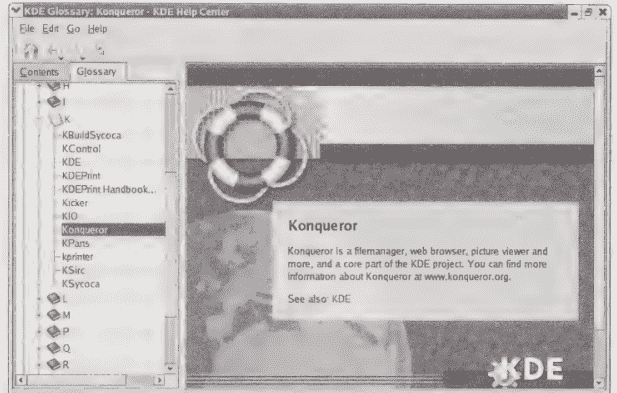 KDE Glossary: Konqueror - KDE Help Center
File Edit Go Help
Contents Glossary
H
I
K
KBuildSycoca
KControl
KDE
KDEPrint
KDEPrint Handbook...
Kicker
KIO
Konqueror
KParts
kprinter
KSirc
KSycoca
L
M
P
Q
R
Konqueror
Konqueror is a filemanager, web browser, picture viewer and
more, and a core part of the KDE project. You can find more
information about Konqueror at www.konqueror.org.
See also: KDE
KDE